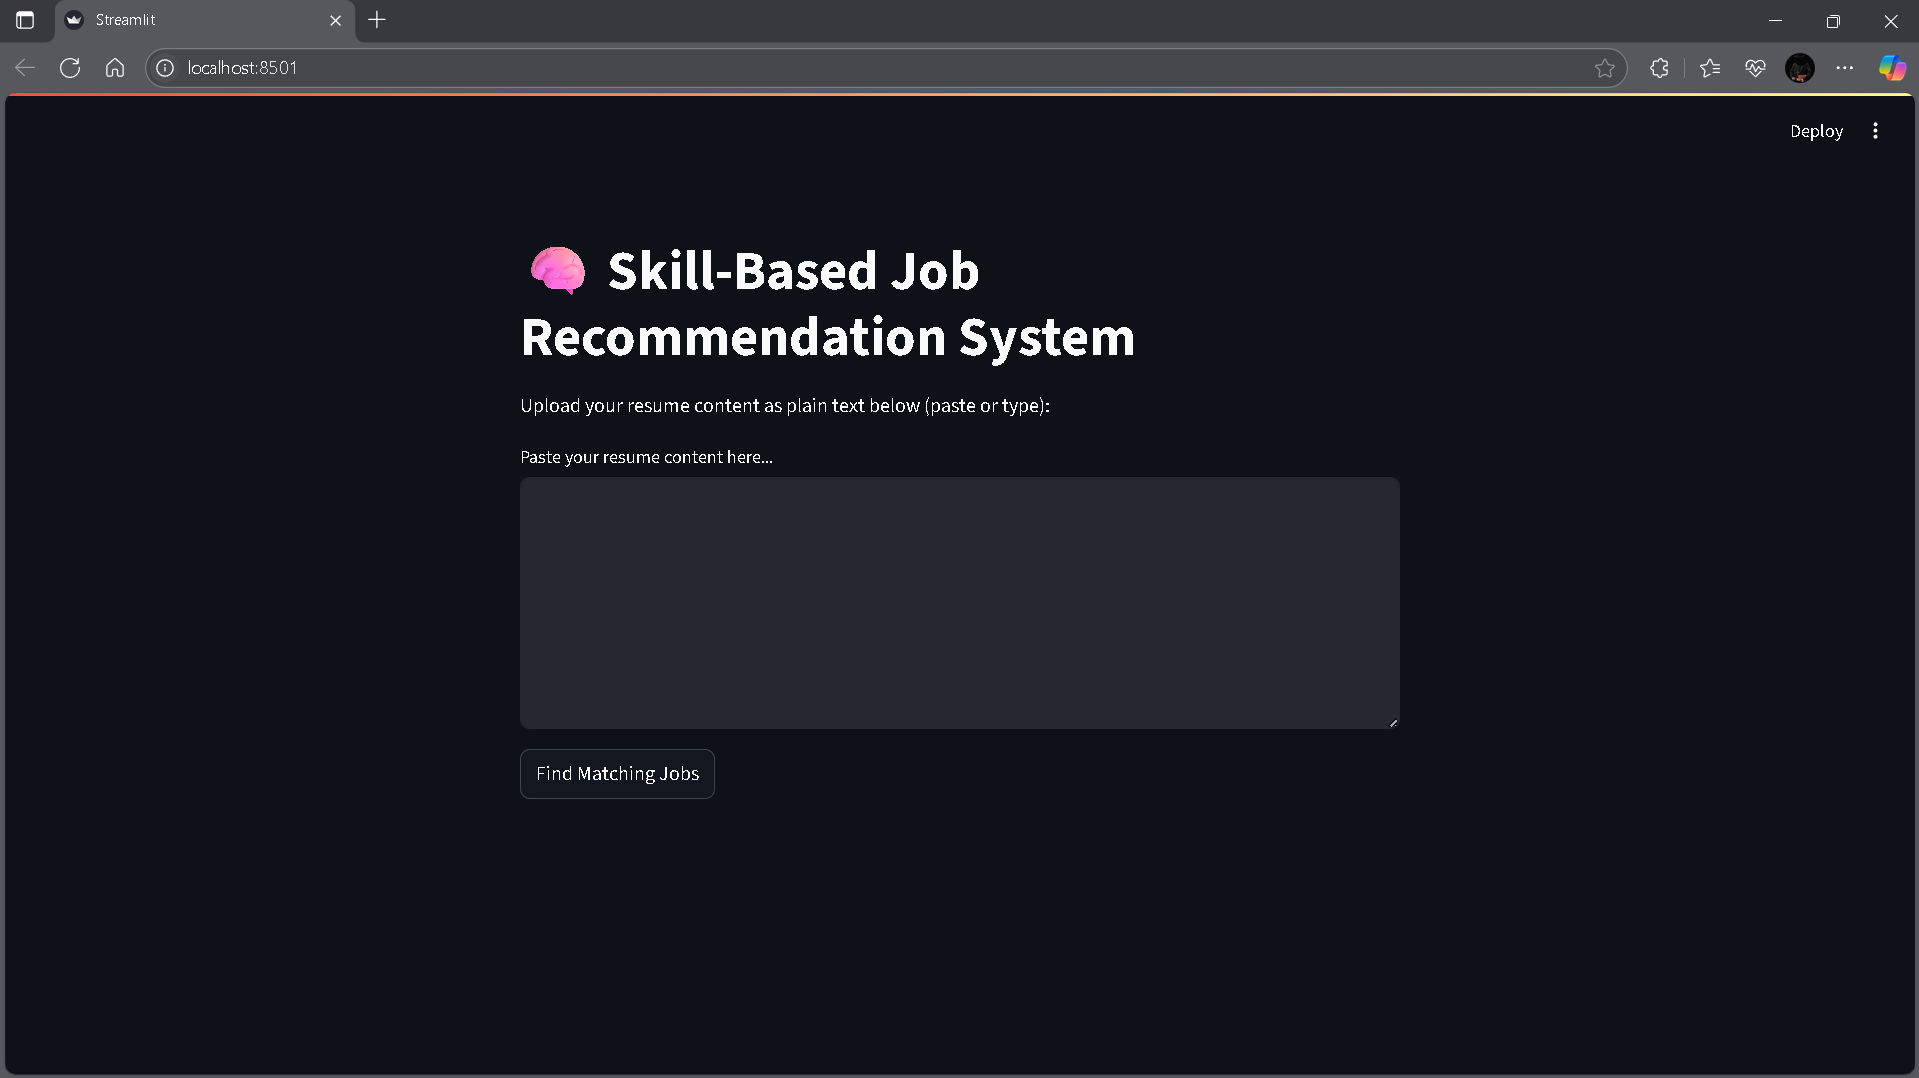 Streamlit
localhost:8501
Deploy
🧠 Skill-Based Job
Recommendation System
Upload your resume content as plain text below (paste or type):
Paste your resume content here...
Find Matching Jobs